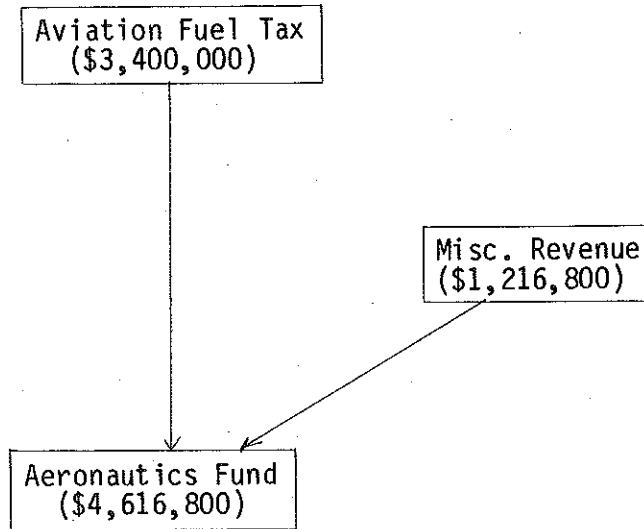 Aviation Fuel Tax
($3,400,000)
Misc. Revenue
($1,216,800)
Aeronautics Fund
($4,616,800)